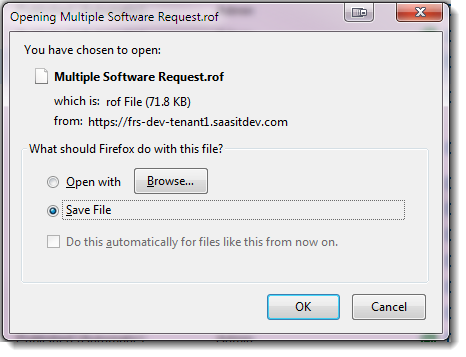 Opening Multiple Software Request.rof
You have chosen to open:
Multiple Software Request.rof
which is: rof File (71.8 KB)
from: https://frs-dev-tenant1.saasitdev.com
What should Firefox do with this file?
Open with Browse...
Save File
Do this automatically for files like this from now on.
OK Cancel